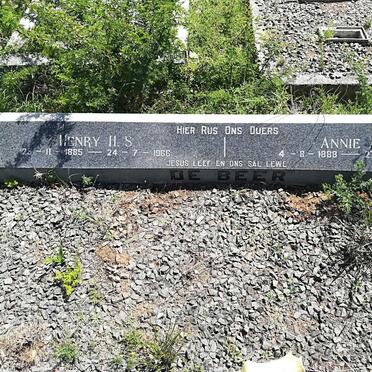 Hier Rus Ons Ouers
Henry H.S. Annie
2-11-1885 – 24-7-1966 4-8-1889 –
Jesus leef en ons sal lewe
De Beer